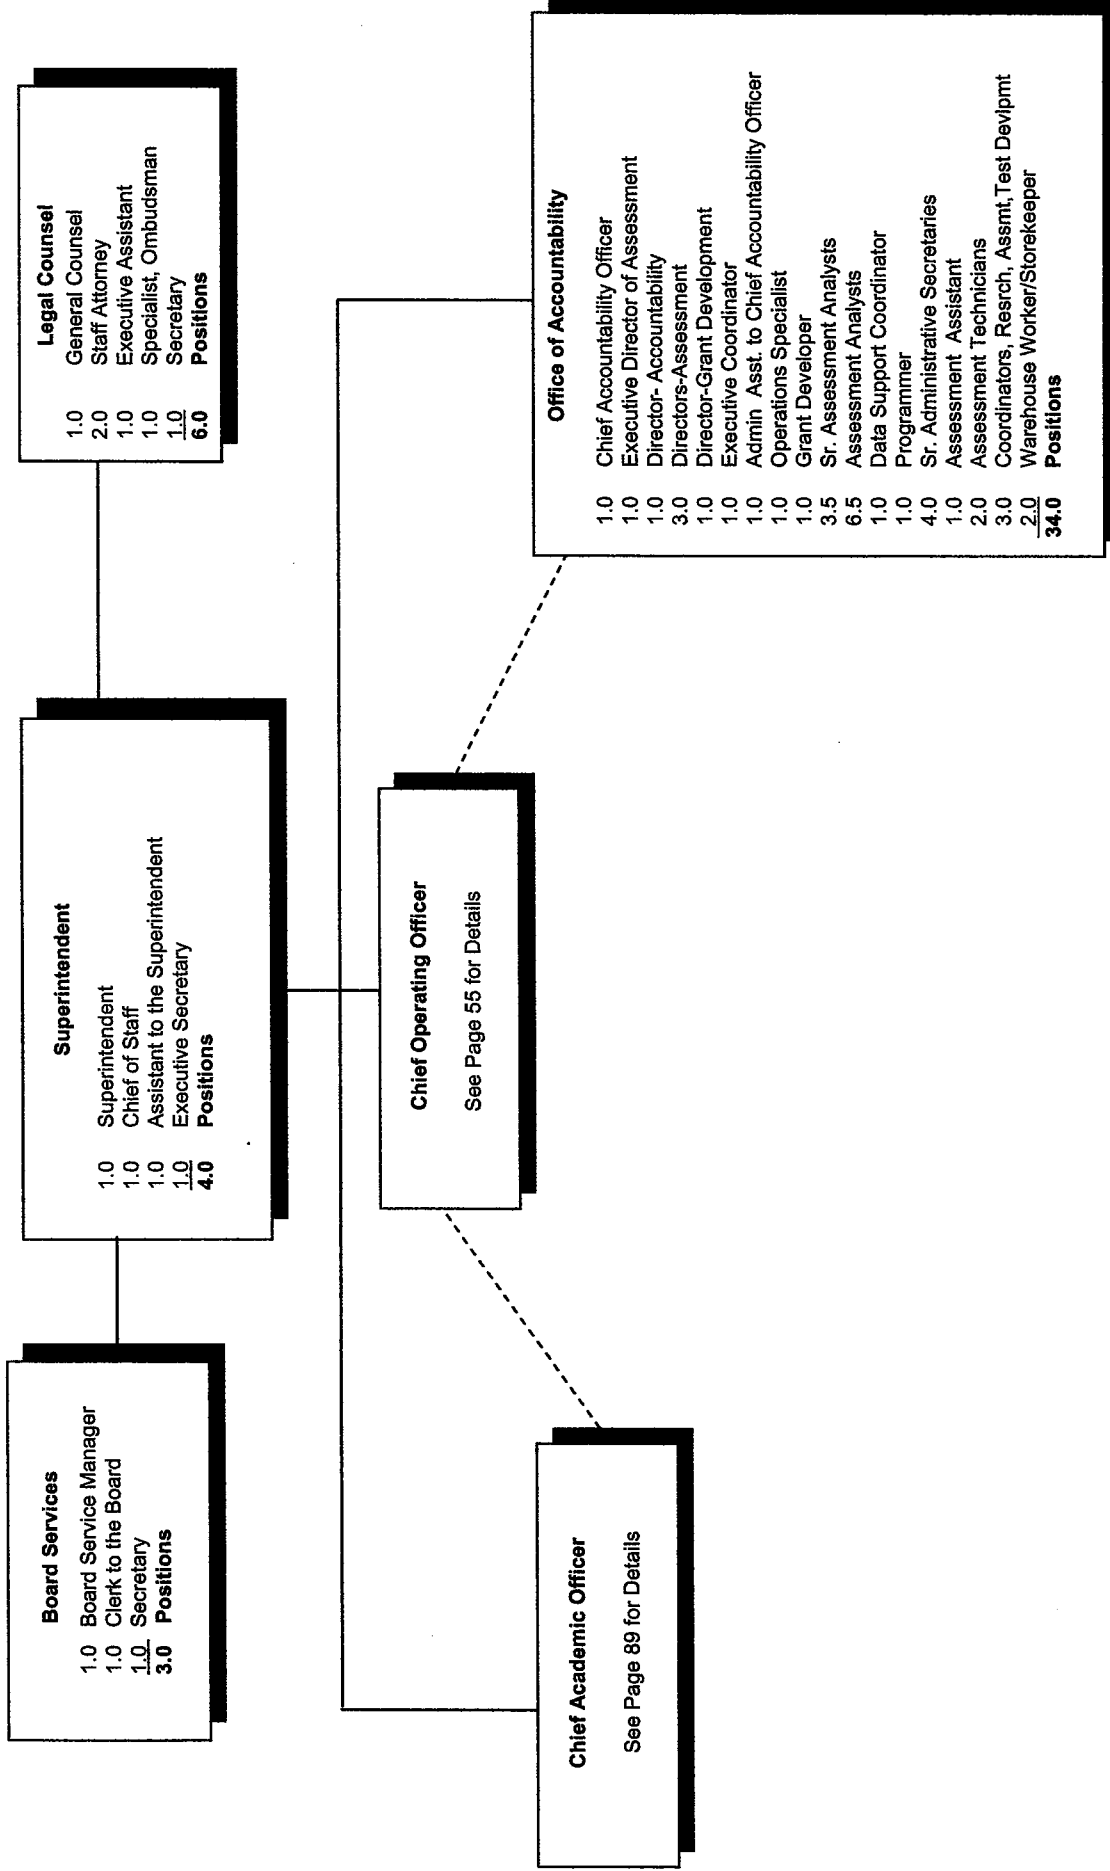 Board Services
1.0 Board Service Manager
1.0 Clerk to the Board
1.0 Secretary
3.0 Positions
Superintendent
1.0 Superintendent
1.0 Chief of Staff
1.0 Assistant to the Superintendent
1.0 Executive Secretary
4.0 Positions
Legal Counsel
1.0 General Counsel
2.0 Staff Attorney
1.0 Executive Assistant
1.0 Specialist, Ombudsman
1.0 Secretary
6.0 Positions
Chief Academic Officer
See Page 89 for Details
Chief Operating Officer
See Page 55 for Details
Office of Accountability
1.0 Chief Accountability Officer
1.0 Executive Director of Assessment
1.0 Director- Accountability
3.0 Directors-Assessment
1.0 Director-Grant Development
1.0 Executive Coordinator
1.0 Admin Asst. to Chief Accountability Officer
1.0 Operations Specialist
1.0 Grant Developer
3.5 Sr. Assessment Analysts
6.5 Assessment Analysts
1.0 Data Support Coordinator
1.0 Programmer
4.0 Sr. Administrative Secretaries
1.0 Assessment Assistant
2.0 Assessment Technicians
3.0 Coordinators, Resrch, Assmt,Test Devlpmt
2.0 Warehouse Worker/Storekeeper
34.0 Positions